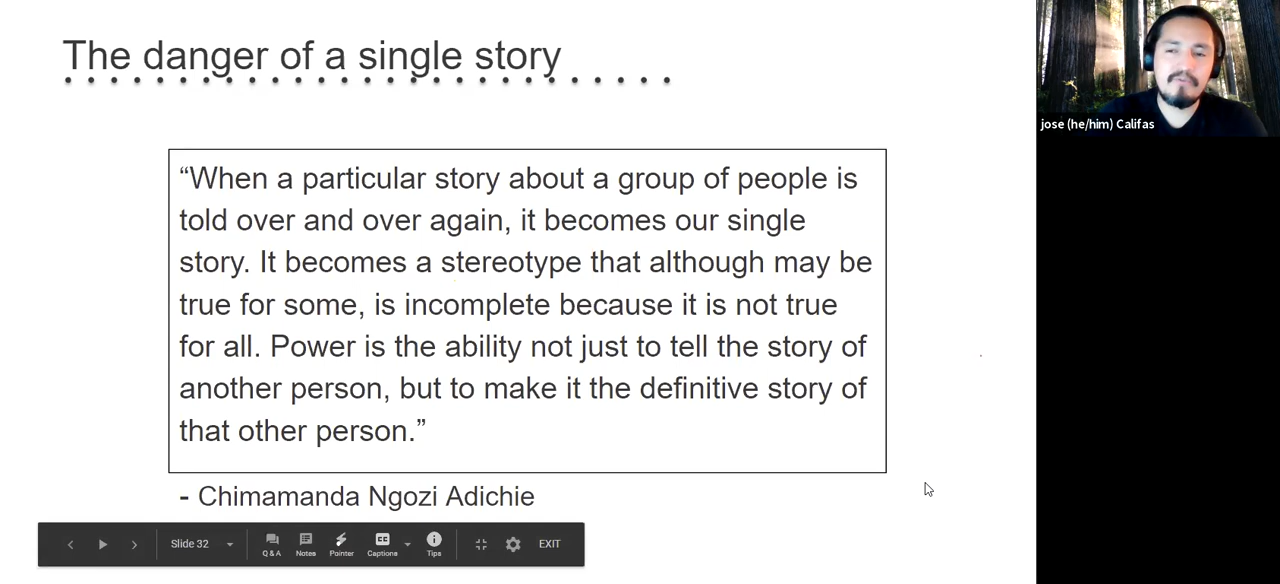 The danger of a single story
jose (he/him) Califas
“When a particular story about a group of people is
told over and over again, it becomes our single
story. It becomes a stereotype that although may be
true for some, is incomplete because it is not true
for all. Power is the ability not just to tell the story of
another person, but to make it the definitive story of
that other person.”
- Chimamanda Ngozi Adichie
Slide 32
Q & A
Notes
Pointer
Captions
Tips
EXIT